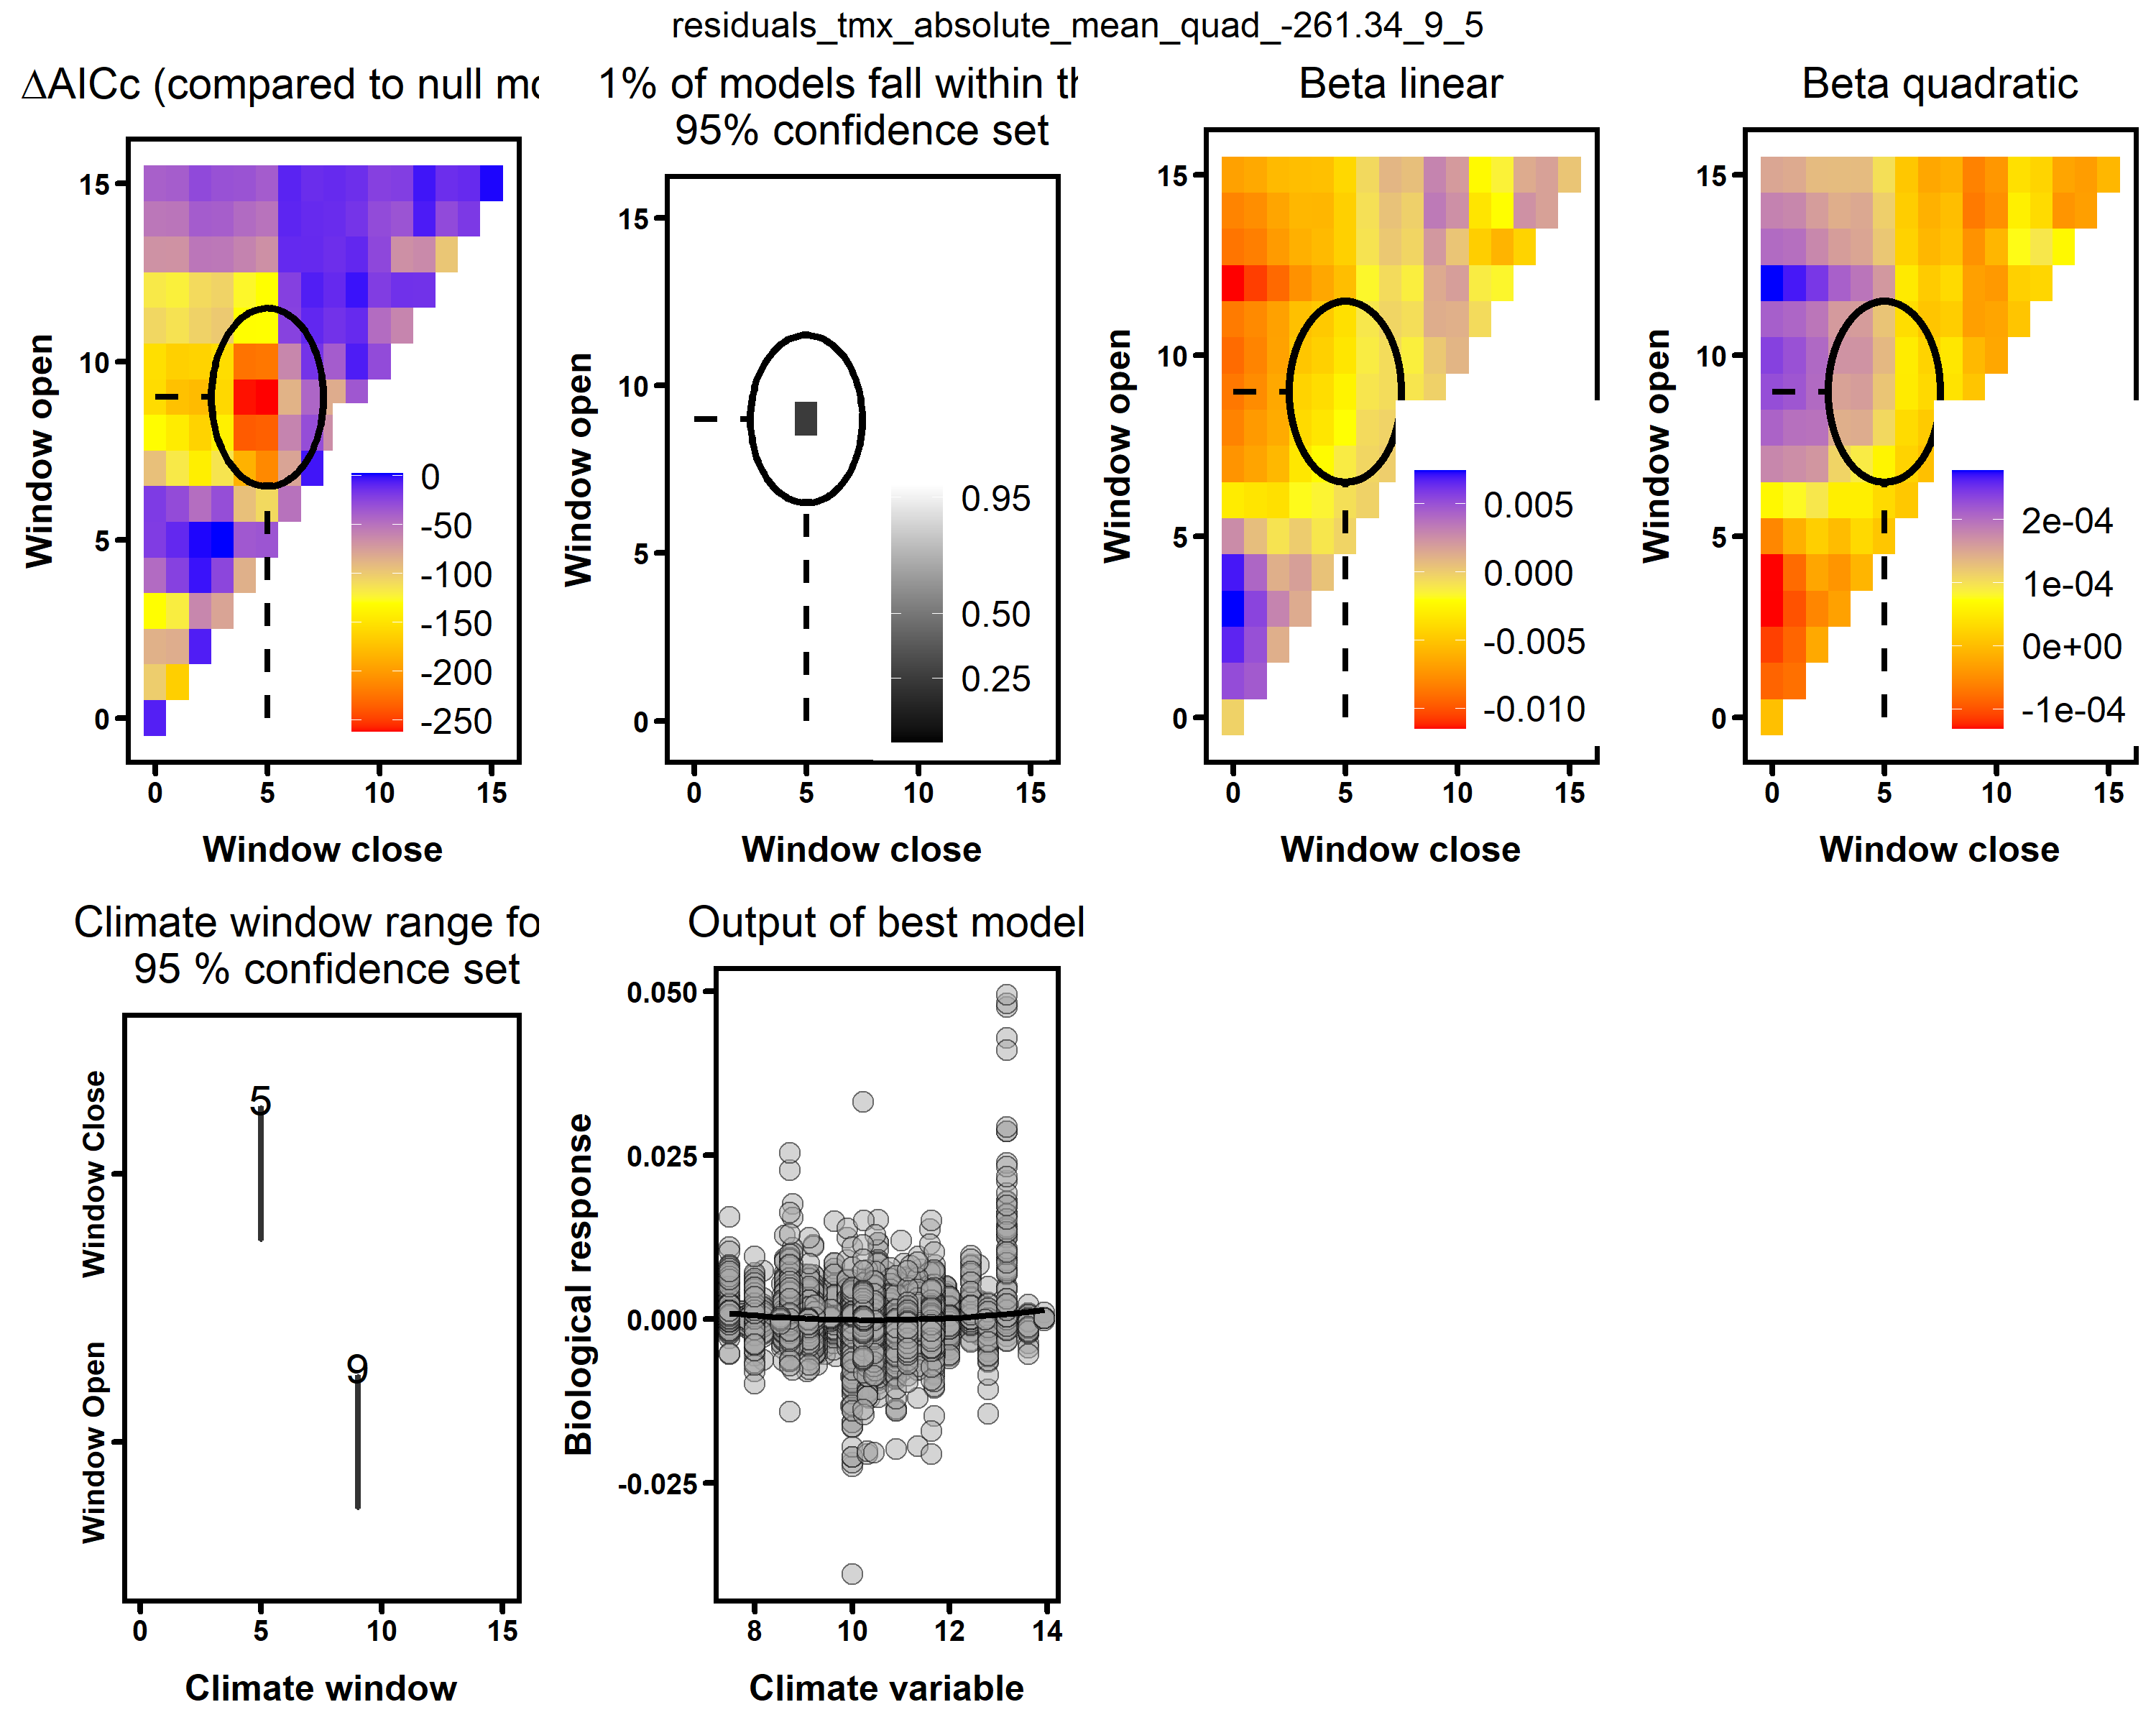 residuals_tmx_absolute_mean_quad_-261.34_9_5
ΔAICc (compared to null mo
Window open
15
10
5
0
0
-50
-100
-150
-200
-250
0 5 10 15
Window close
1% of models fall within th
95% confidence set
Window open
15
10
5
0
0.95
0.50
0.25
0 5 10 15
Window close
Beta linear
Window open
15
10
5
0
0.005
0.000
-0.005
-0.010
0 5 10 15
Window close
Beta quadratic
Window open
15
10
5
0
2e-04
1e-04
0e+00
-1e-04
0 5 10 15
Window close
Climate window range fo
95 % confidence set
Window Close
Window Open
5
9
0 5 10 15
Climate window
Output of best model
Biological response
0.050
0.025
0.000
-0.025
8 10 12 14
Climate variable